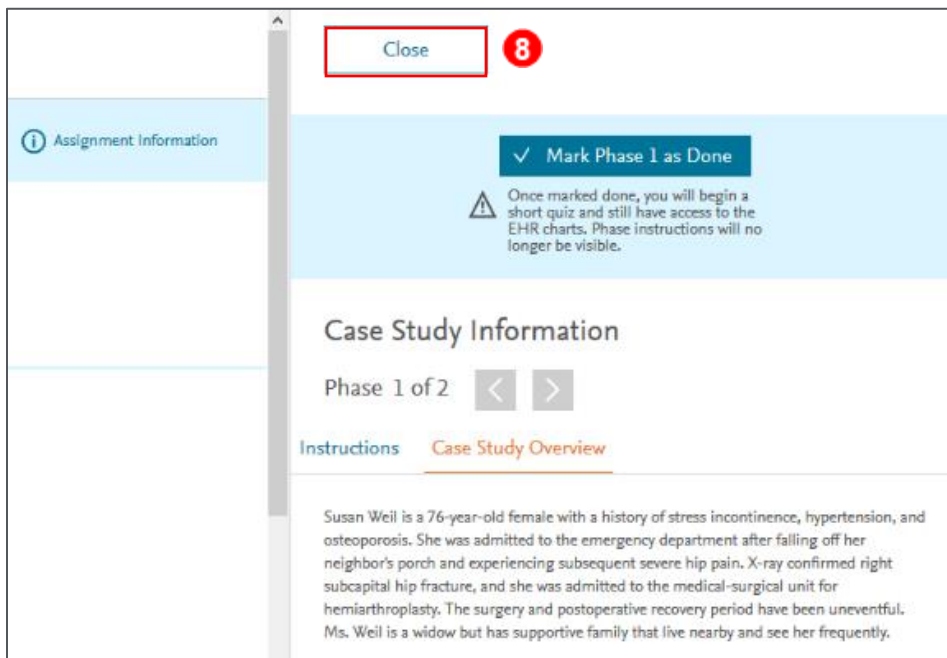 Close
8
Assignment Information
Mark Phase 1 as Done
Once marked done, you will begin a
short quiz and still have access to the
EHR charts. Phase instructions will no
longer be visible.
Case Study Information
Phase 1 of 2
Instructions Case Study Overview
Susan Weil is a 76-year-old female with a history of stress incontinence, hypertension, and
osteoporosis. She was admitted to the emergency department after falling off her
neighbor's porch and experiencing subsequent severe hip pain. X-ray confirmed right
subcapital hip fracture, and she was admitted to the medical-surgical unit for
hemiarthroplasty. The surgery and postoperative recovery period have been uneventful.
Ms. Weil is a widow but has supportive family that live nearby and see her frequently.